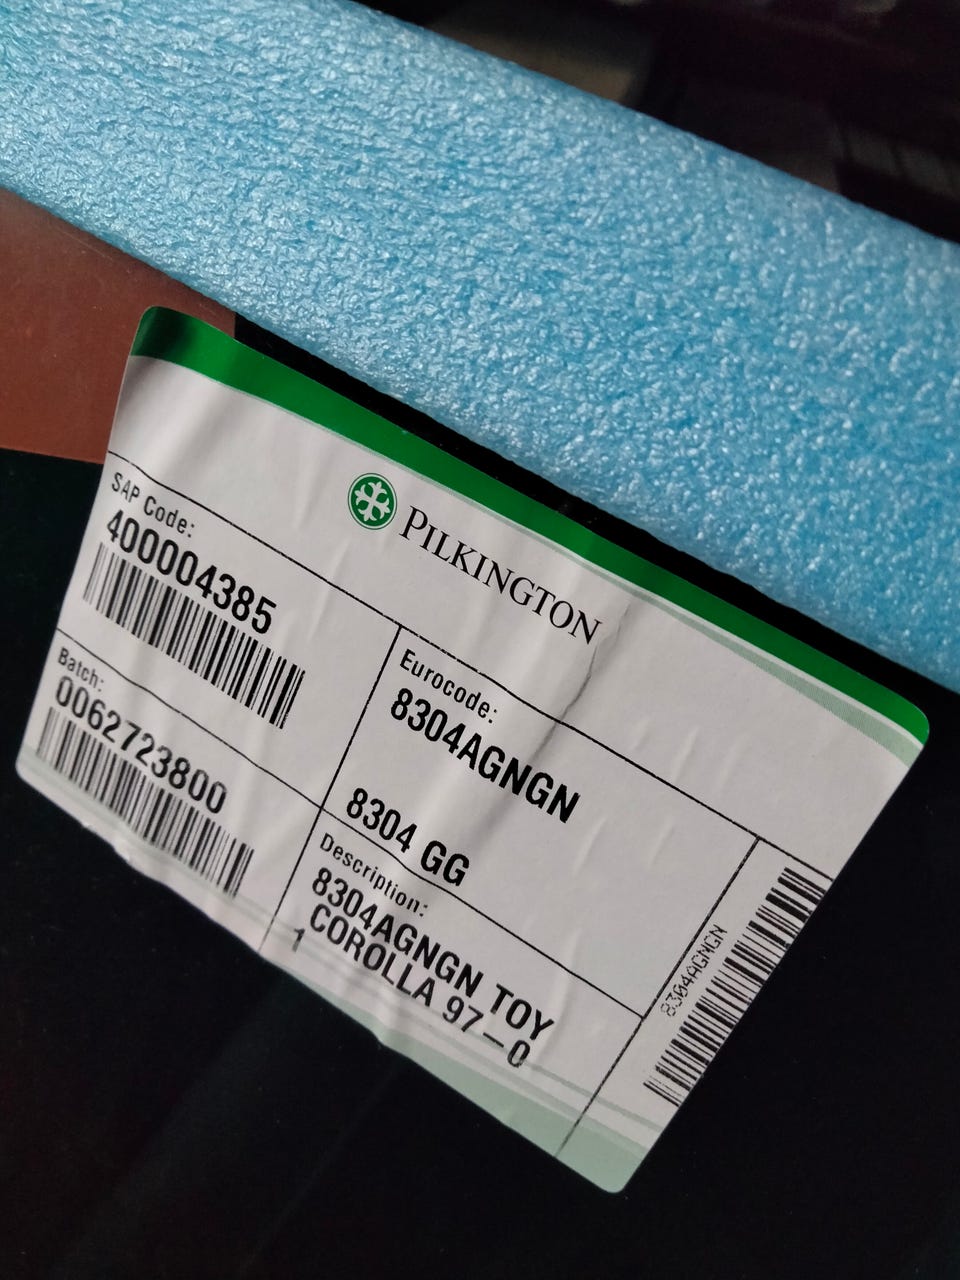 PILKINGTON
SAP Code:
400004385
Batch:
0062723800
Eurocode:
8304AGNGN
8304 GG
Description:
8304AGNGN TOY
COROLLA 97-0
1
8304AGNGN